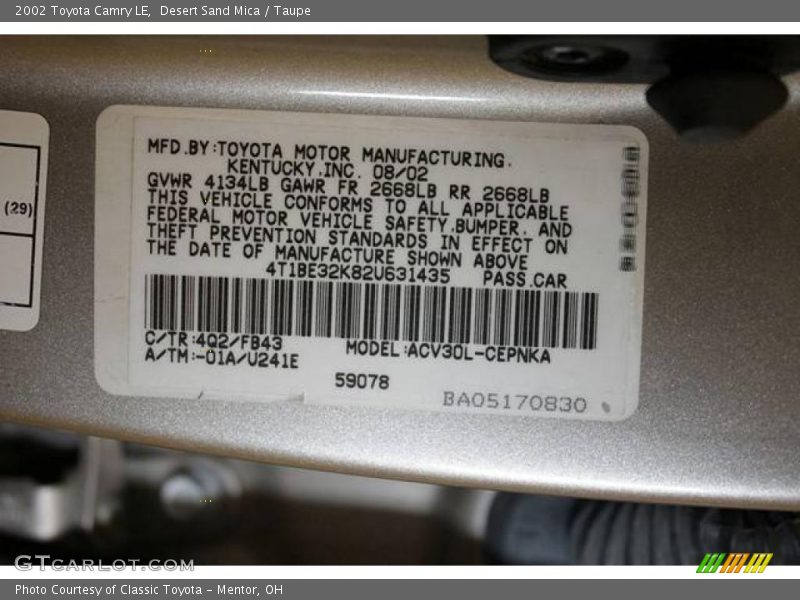 2002 Toyota Camry LE,  Desert Sand Mica / Taupe
(29)
MFD.BY:TOYOTA MOTOR MANUFACTURING.
KENTUCKY.INC. 08/02
GVWR 4134LB GAWR FR 2668LB RR 2668LB
THIS VEHICLE CONFORMS TO ALL APPLICABLE
FEDERAL MOTOR VEHICLE SAFETY.BUMPER. AND
THEFT PREVENTION STANDARDS IN EFFECT ON
THE DATE OF MANUFACTURE SHOWN ABOVE
4T1BE32K82U631435 PASS.CAR
C/TR:4Q2/FB43
A/TM:-01A/U241E
MODEL:ACV30L-CEPNKA
59078
BA05170830
GTCARLOT.COM
Photo Courtesy of Classic Toyota - Mentor, OH